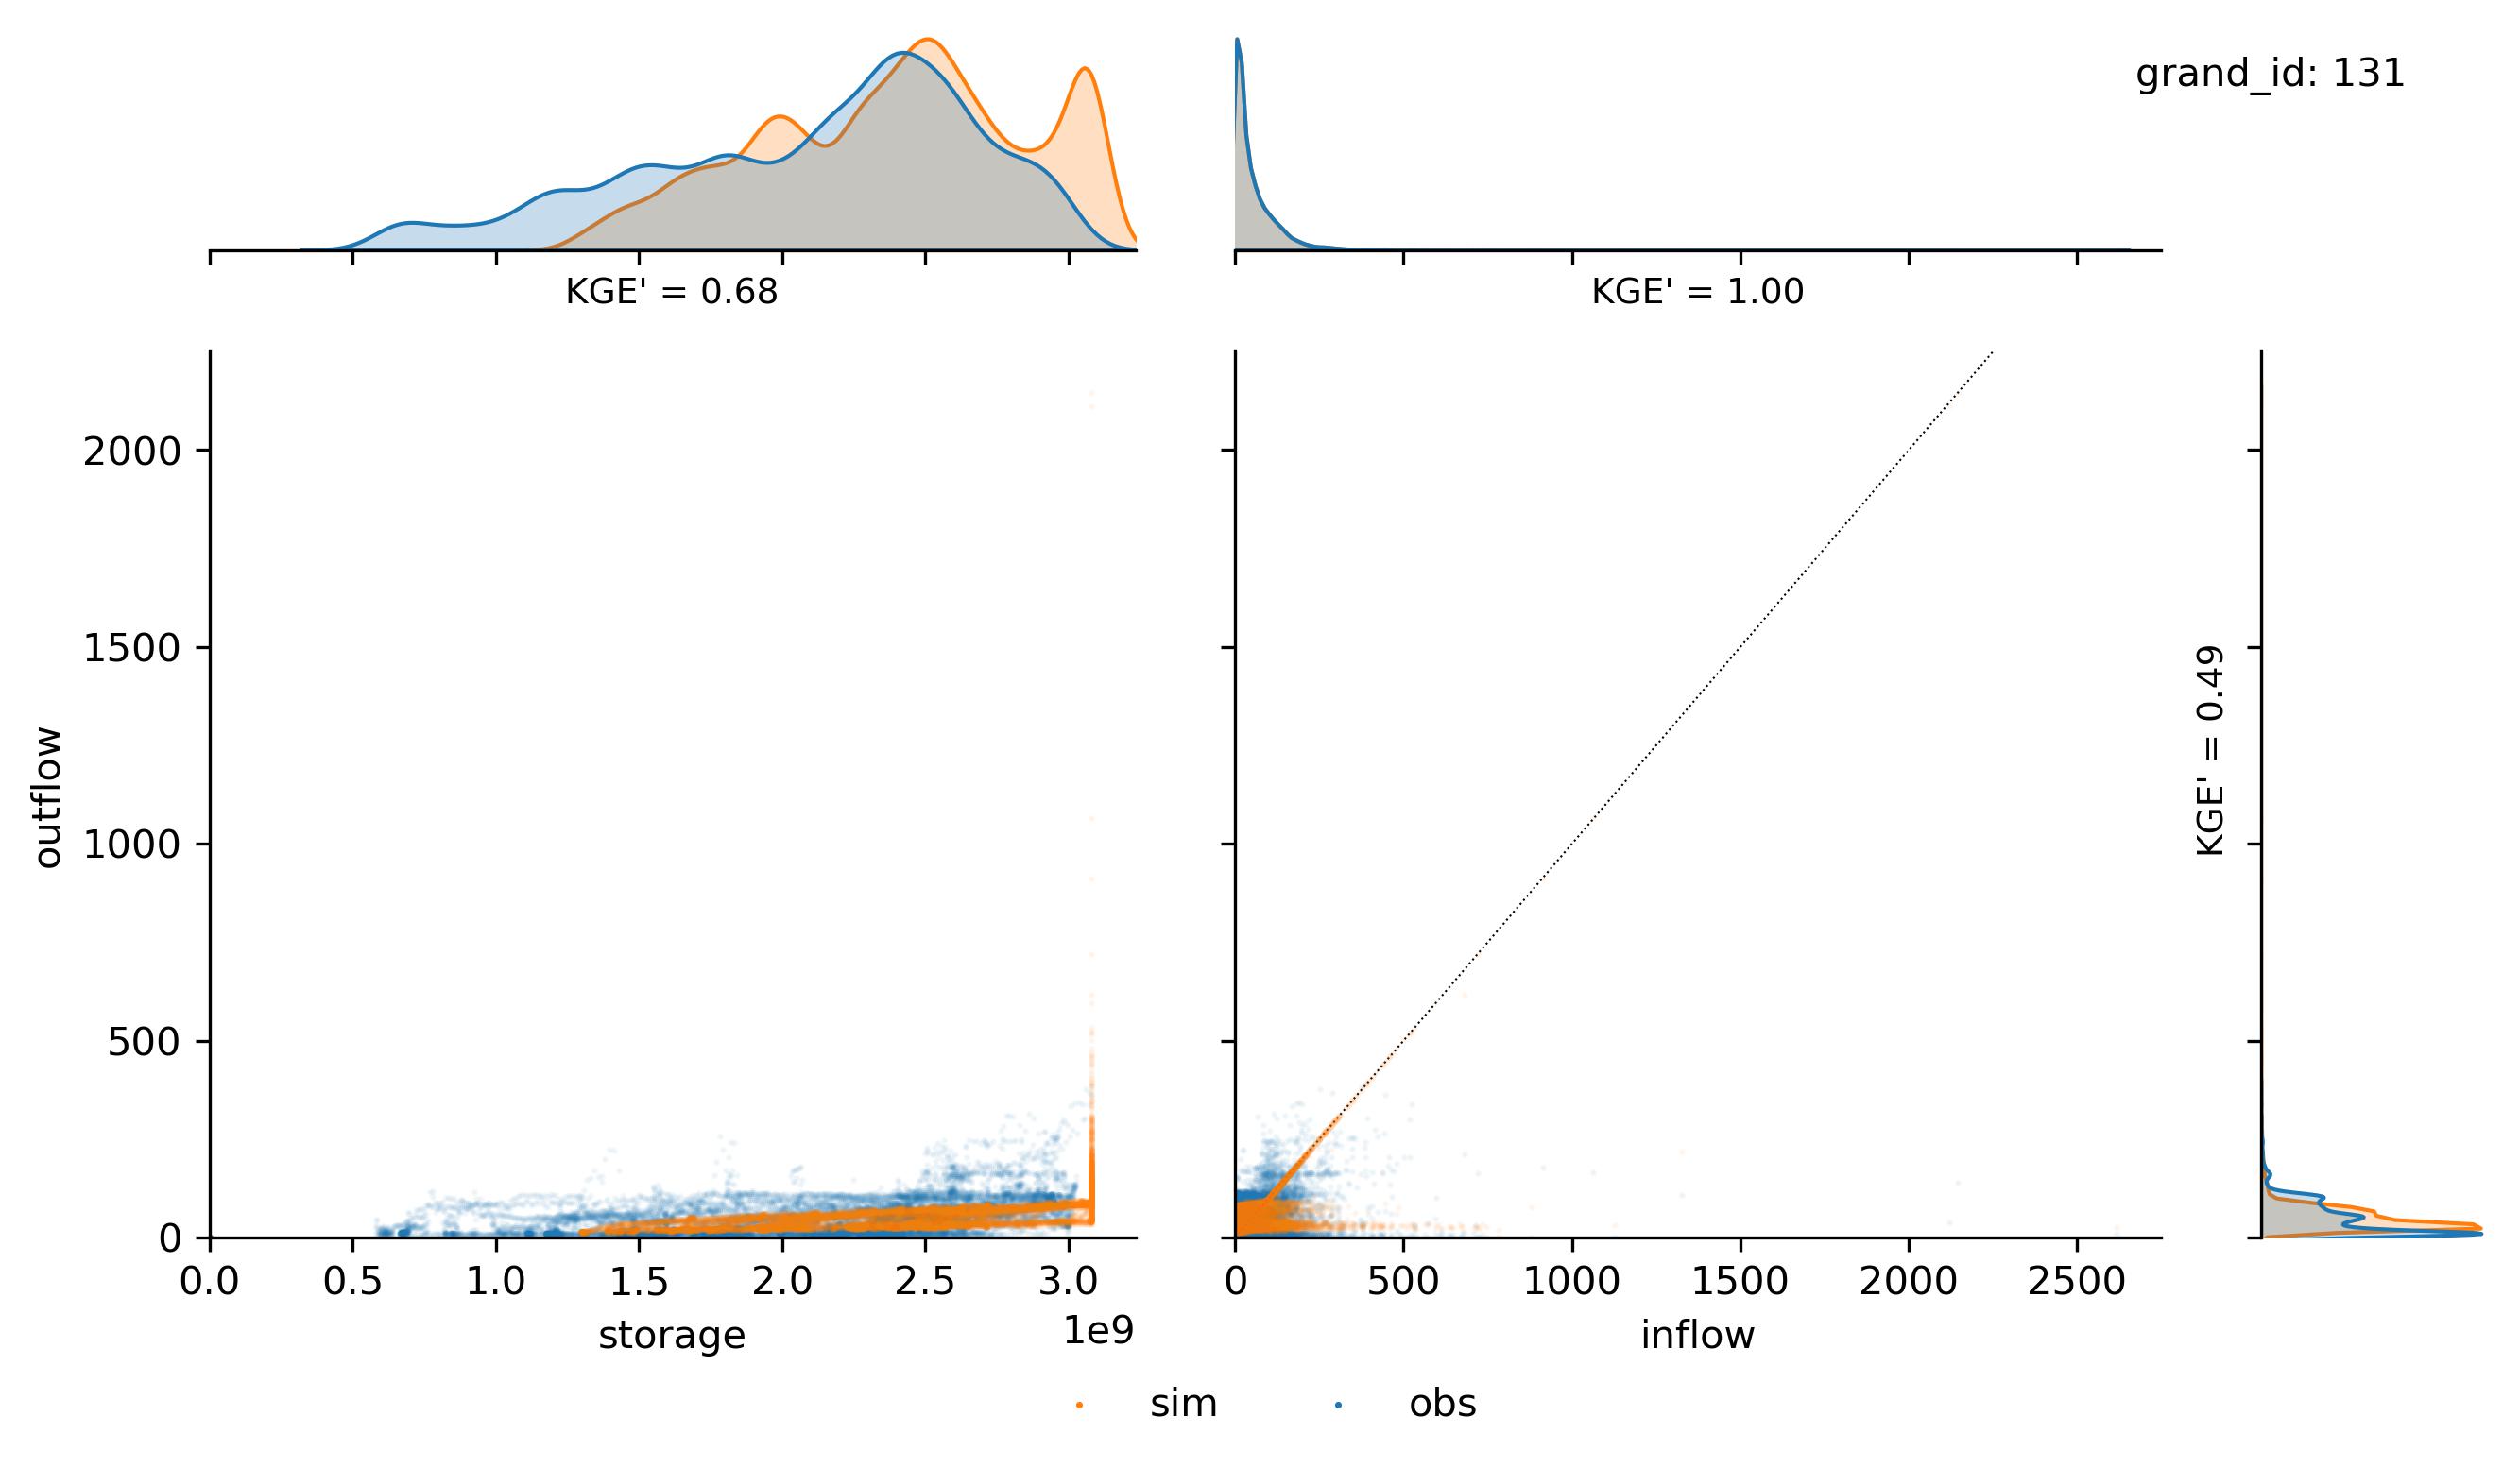 grand_id: 131
KGE' = 0.68
KGE' = 1.00
2000
1500
1000
500
0
outflow
KGE' = 0.49
0.0 0.5 1.0 1.5 2.0 2.5 3.0
1e9
storage
0 500 1000 1500 2000 2500
inflow
sim obs